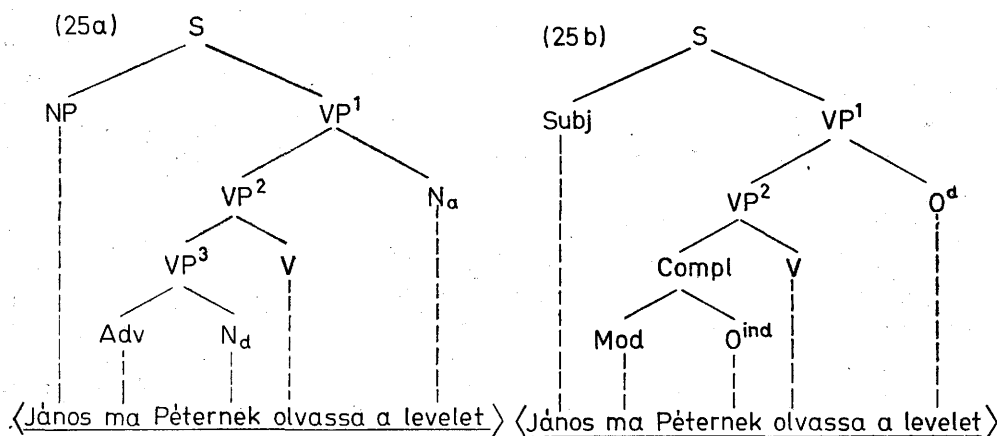 (25a) S (25b) S
NP VP¹ Subj VP¹
VP² Nₐ VP² Oᵈ
VP³ V Compl V
Adv N_d Mod Oⁱⁿᵈ
⟨János ma Péternek olvassa a levelet⟩ ⟨János ma Péternek olvassa a levelet⟩